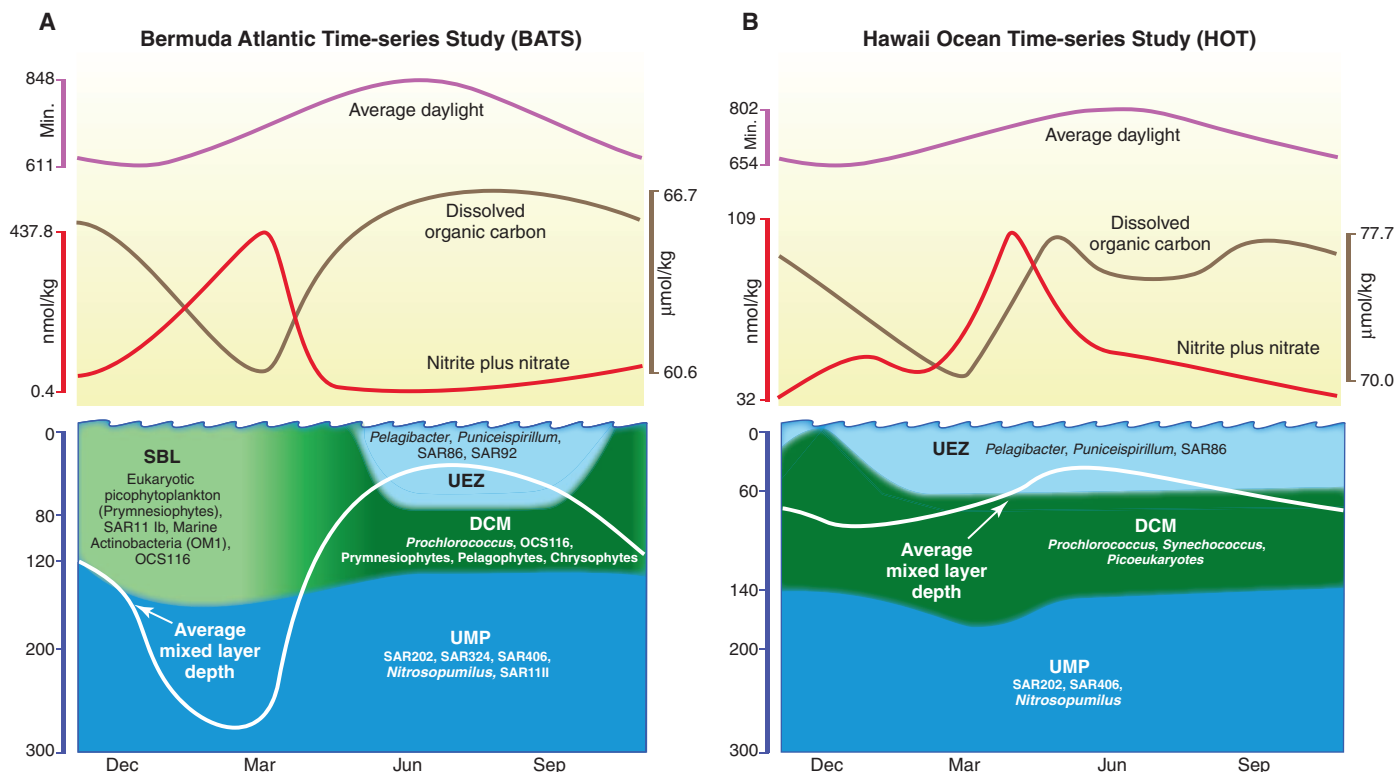 A
Bermuda Atlantic Time-series Study (BATS)
848
Min.
611
Average daylight
437.8
nmol/kg
0.4
Dissolved
organic carbon
66.7
µmol/kg
60.6
Nitrite plus nitrate
0
80
120
200
300
SBL
Eukaryotic
picophytoplankton
(Prymnesiophytes),
SAR11 Ib, Marine
Actinobacteria (OM1),
OCS116
Pelagibacter, Puniceispirillum,
SAR86, SAR92
UEZ
DCM
Prochlorococcus, OCS116,
Prymnesiophytes, Pelagophytes, Chrysophytes
Average
mixed layer
depth
UMP
SAR202, SAR324, SAR406,
Nitrosopumilus, SAR11II
Dec
Mar
Jun
Sep
B
Hawaii Ocean Time-series Study (HOT)
802
Min.
654
Average daylight
109
nmol/kg
32
Dissolved
organic carbon
77.7
µmol/kg
70.0
Nitrite plus nitrate
0
60
140
200
300
UEZ Pelagibacter, Puniceispirillum, SAR86
Average
mixed layer
depth
DCM
Prochlorococcus, Synechococcus,
Picoeukaryotes
UMP
SAR202, SAR406,
Nitrosopumilus
Dec
Mar
Jun
Sep